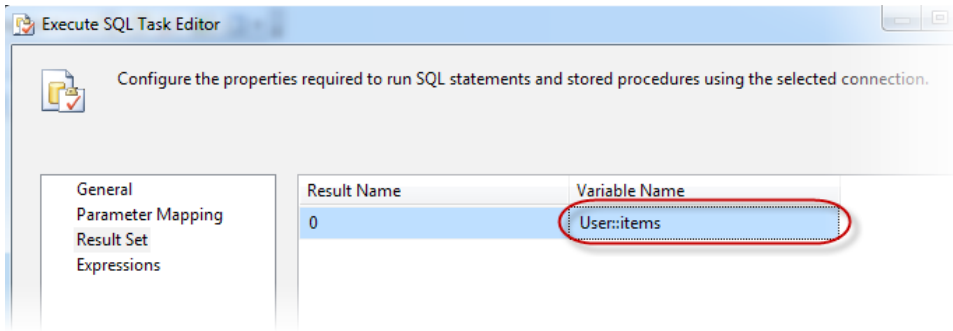 Execute SQL Task Editor
Configure the properties required to run SQL statements and stored procedures using the selected connection.
General
Parameter Mapping
Result Set
Expressions
Result Name Variable Name
0 User::items